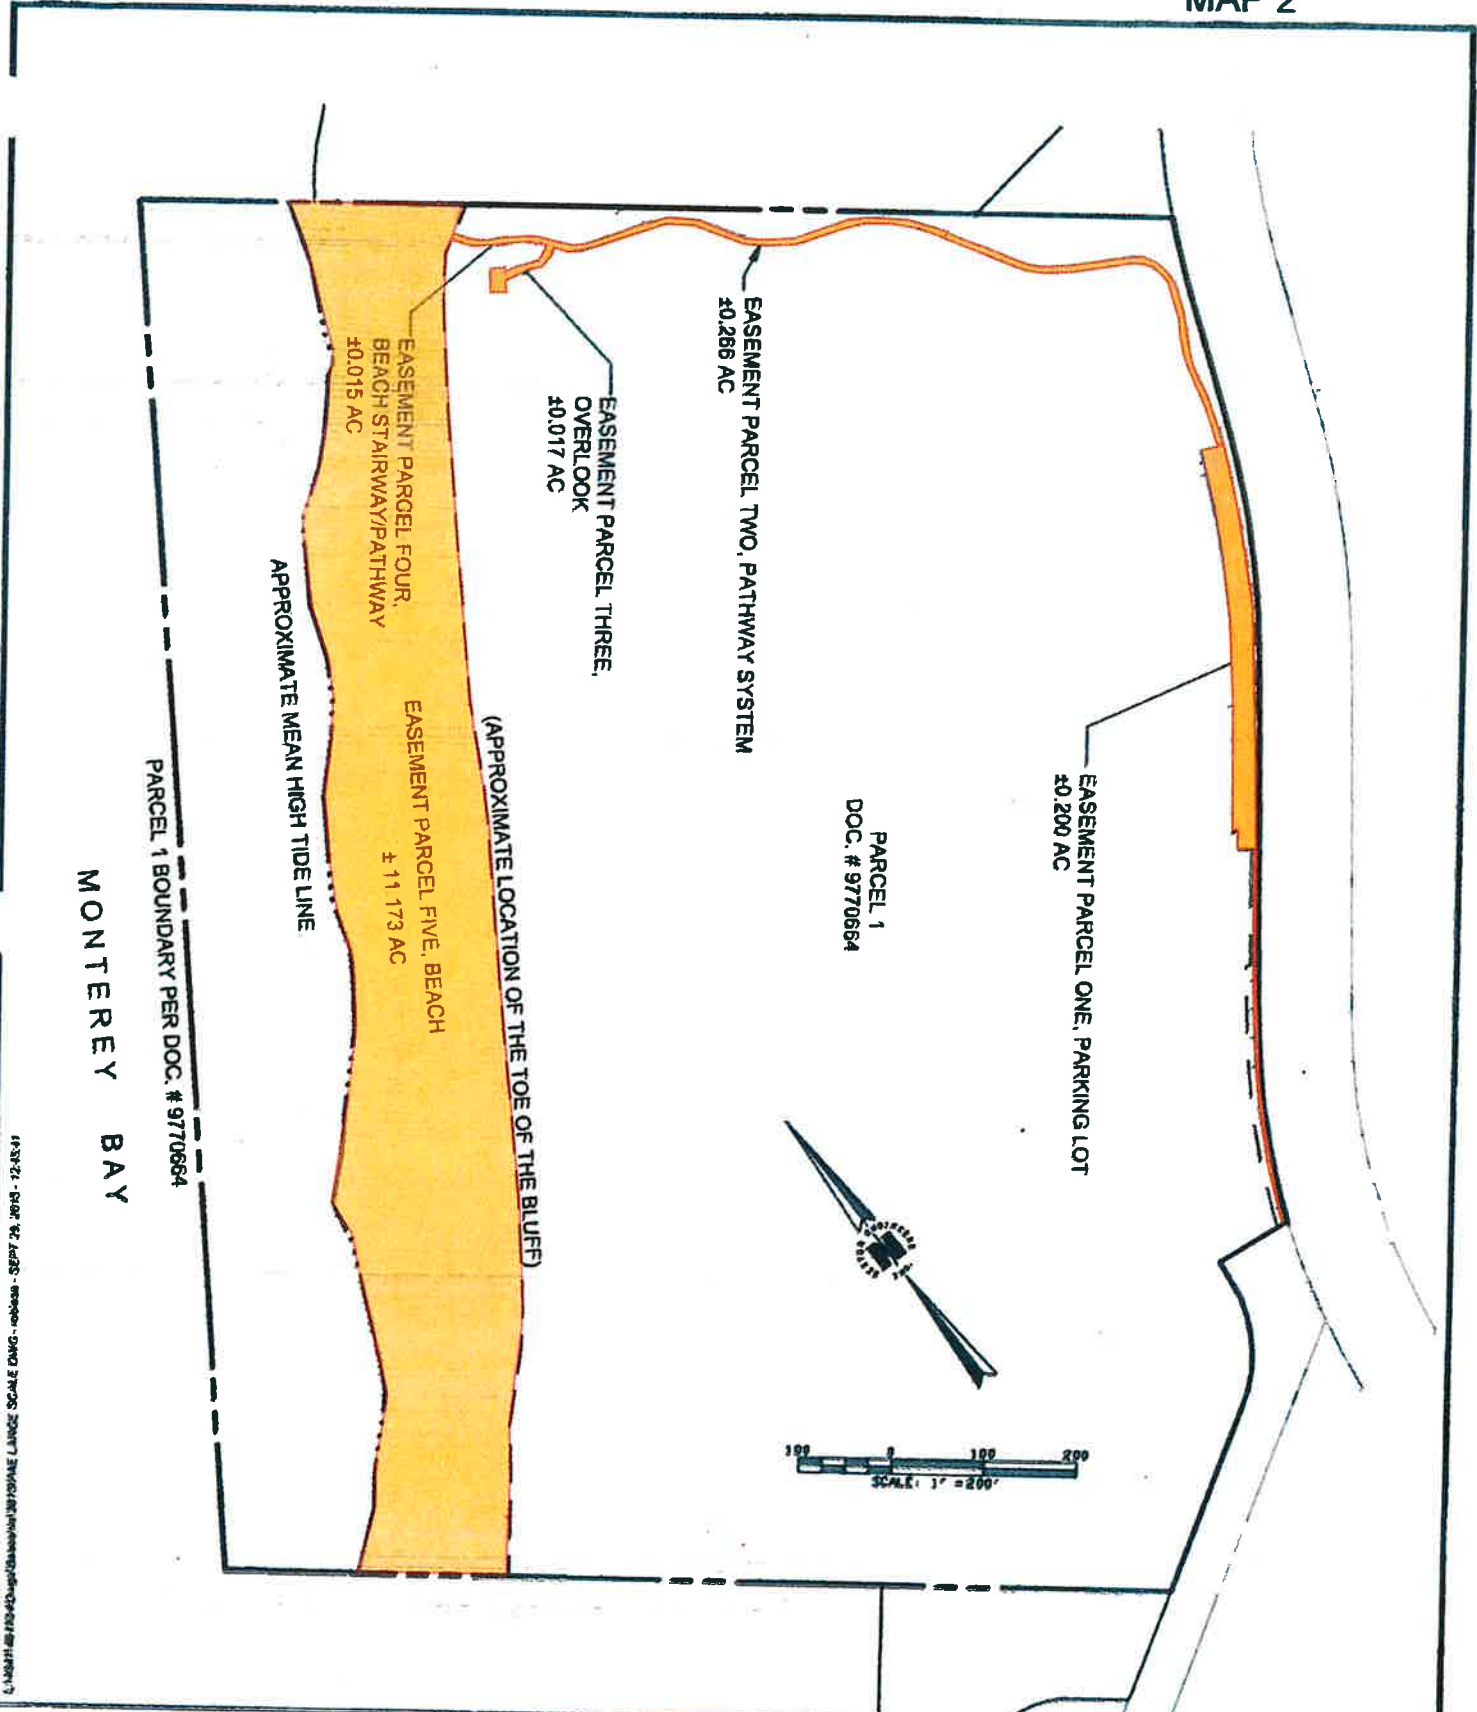 MAP 2
EASEMENT PARCEL ONE, PARKING LOT
±0.200 AC
PARCEL 1
DOC. # 9770664
EASEMENT PARCEL TWO, PATHWAY SYSTEM
±0.266 AC
EASEMENT PARCEL THREE,
OVERLOOK
±0.017 AC
EASEMENT PARCEL FOUR,
BEACH STAIRWAY/PATHWAY
±0.015 AC
(APPROXIMATE LOCATION OF THE TOE OF THE BLUFF)
EASEMENT PARCEL FIVE, BEACH
± 11.173 AC
APPROXIMATE MEAN HIGH TIDE LINE
PARCEL 1 BOUNDARY PER DOC. # 9770664
MONTEREY BAY
100 0 100 200
SCALE: 1" = 200'